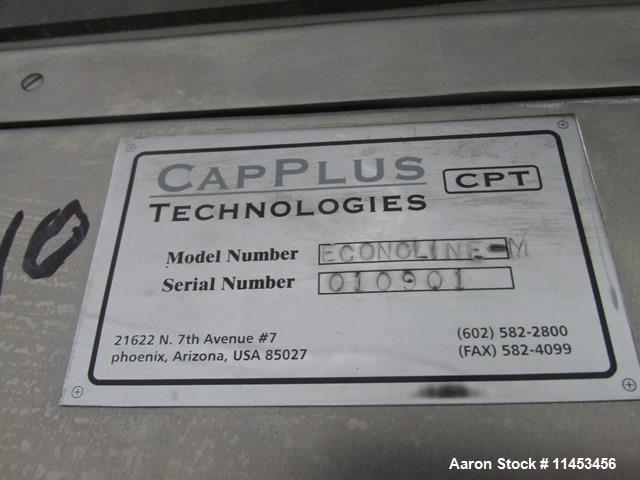 10
CAPPLUS
TECHNOLOGIES
CPT
Model Number ECONOLINE-M
Serial Number 010901
21622 N. 7th Avenue #7
phoenix, Arizona, USA 85027
(602) 582-2800
(FAX) 582-4099
Aaron Stock # 11453456